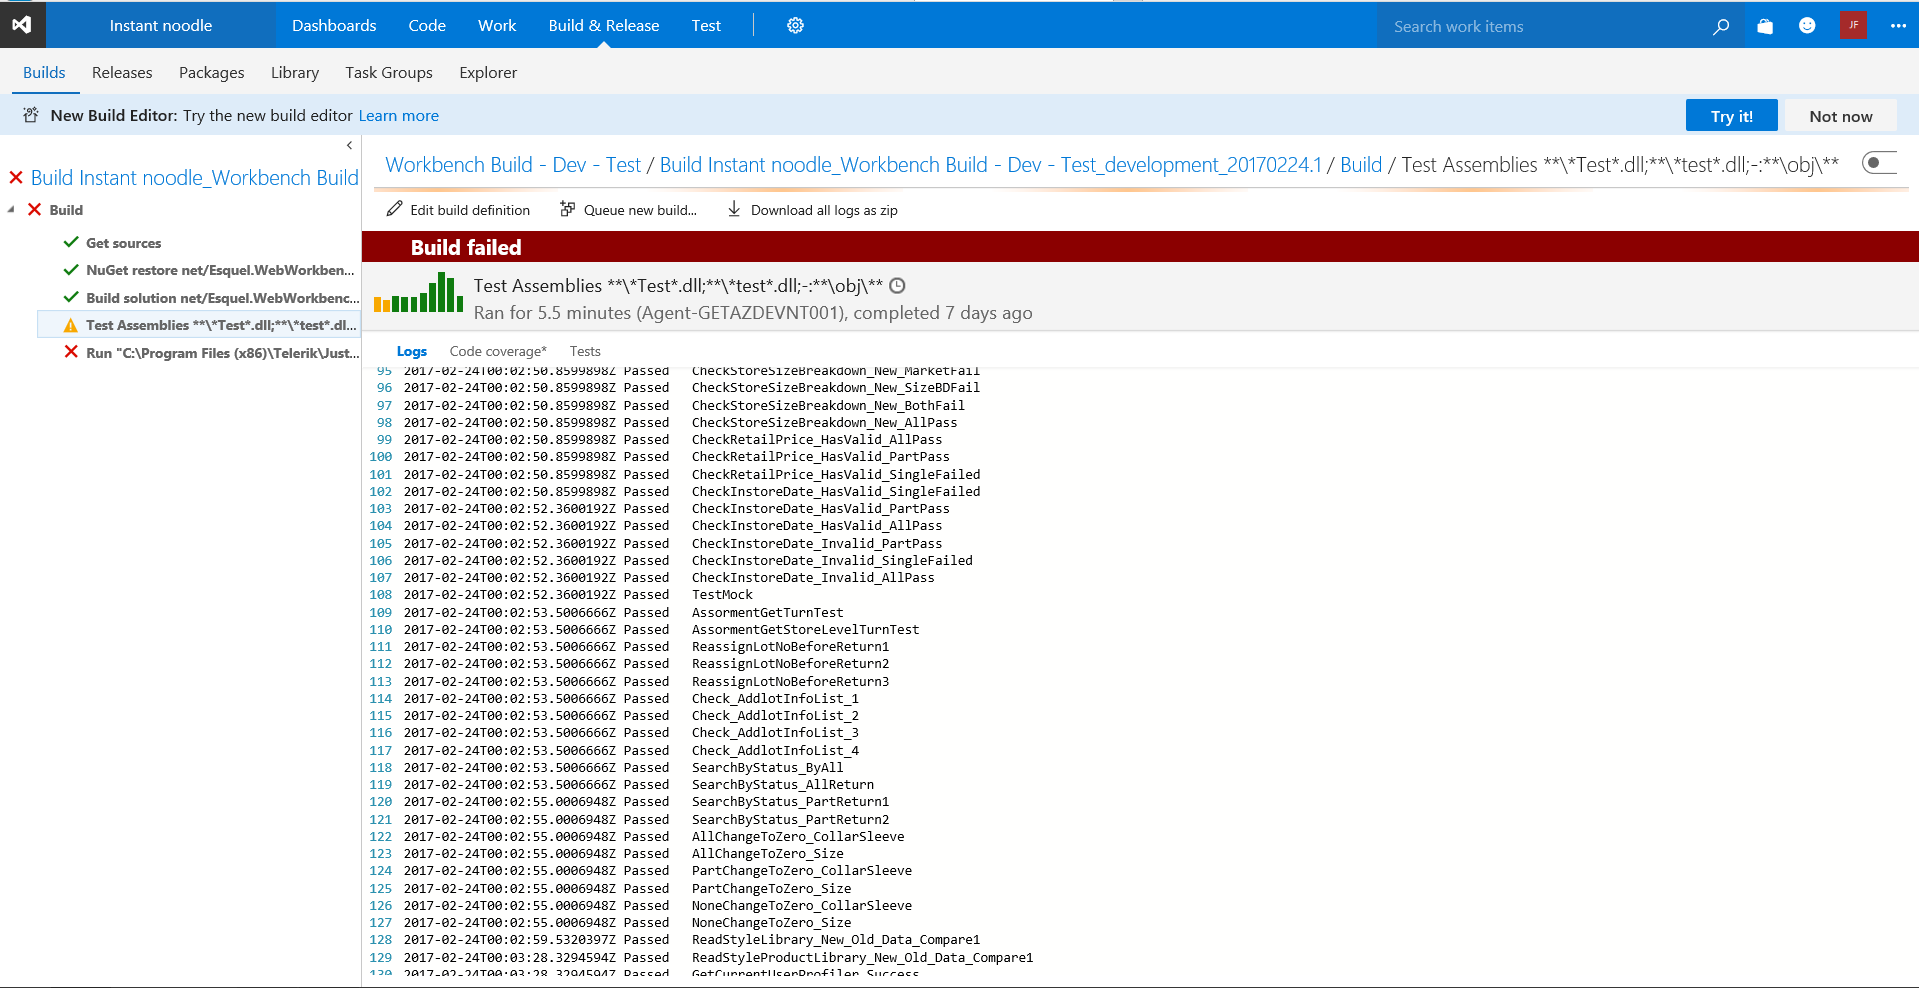 Instant noodle Dashboards Code Work Build & Release Test Search work items JF
Builds Releases Packages Library Task Groups Explorer
New Build Editor: Try the new build editor Learn more Try it! Not now
Build Instant noodle_Workbench Build
Build
Get sources
NuGet restore net/Esquel.WebWorkben...
Build solution net/Esquel.WebWorkbenc...
Test Assemblies **\*Test*.dll;**\*test*.dl...
Run "C:\Program Files (x86)\Telerik\Just...
Workbench Build - Dev - Test / Build Instant noodle_Workbench Build - Dev - Test_development_20170224.1 / Build / Test Assemblies **\*Test*.dll;**\*test*.dll;-:**\obj\**
Edit build definition Queue new build... Download all logs as zip
Build failed
Test Assemblies **\*Test*.dll;**\*test*.dll;-:**\obj\**
Ran for 5.5 minutes (Agent-GETAZDEVNT001), completed 7 days ago
Logs Code coverage* Tests
95 2017-02-24T00:02:50.8599898Z Passed CheckStoreSizeBreakdown_New_MarketFail
96 2017-02-24T00:02:50.8599898Z Passed CheckStoreSizeBreakdown_New_SizeBDFail
97 2017-02-24T00:02:50.8599898Z Passed CheckStoreSizeBreakdown_New_BothFail
98 2017-02-24T00:02:50.8599898Z Passed CheckStoreSizeBreakdown_New_AllPass
99 2017-02-24T00:02:50.8599898Z Passed CheckRetailPrice_HasValid_AllPass
100 2017-02-24T00:02:50.8599898Z Passed CheckRetailPrice_HasValid_PartPass
101 2017-02-24T00:02:50.8599898Z Passed CheckRetailPrice_HasValid_SingleFailed
102 2017-02-24T00:02:50.8599898Z Passed CheckInstoreDate_HasValid_SingleFailed
103 2017-02-24T00:02:52.3600192Z Passed CheckInstoreDate_HasValid_PartPass
104 2017-02-24T00:02:52.3600192Z Passed CheckInstoreDate_HasValid_AllPass
105 2017-02-24T00:02:52.3600192Z Passed CheckInstoreDate_Invalid_PartPass
106 2017-02-24T00:02:52.3600192Z Passed CheckInstoreDate_Invalid_SingleFailed
107 2017-02-24T00:02:52.3600192Z Passed CheckInstoreDate_Invalid_AllPass
108 2017-02-24T00:02:52.3600192Z Passed TestMock
109 2017-02-24T00:02:53.5006666Z Passed AssormentGetTurnTest
110 2017-02-24T00:02:53.5006666Z Passed AssormentGetStoreLevelTurnTest
111 2017-02-24T00:02:53.5006666Z Passed ReassignLotNoBeforeReturn1
112 2017-02-24T00:02:53.5006666Z Passed ReassignLotNoBeforeReturn2
113 2017-02-24T00:02:53.5006666Z Passed ReassignLotNoBeforeReturn3
114 2017-02-24T00:02:53.5006666Z Passed Check_AddlotInfoList_1
115 2017-02-24T00:02:53.5006666Z Passed Check_AddlotInfoList_2
116 2017-02-24T00:02:53.5006666Z Passed Check_AddlotInfoList_3
117 2017-02-24T00:02:53.5006666Z Passed Check_AddlotInfoList_4
118 2017-02-24T00:02:53.5006666Z Passed SearchByStatus_ByAll
119 2017-02-24T00:02:53.5006666Z Passed SearchByStatus_AllReturn
120 2017-02-24T00:02:55.0006948Z Passed SearchByStatus_PartReturn1
121 2017-02-24T00:02:55.0006948Z Passed SearchByStatus_PartReturn2
122 2017-02-24T00:02:55.0006948Z Passed AllChangeToZero_CollarSleeve
123 2017-02-24T00:02:55.0006948Z Passed AllChangeToZero_Size
124 2017-02-24T00:02:55.0006948Z Passed PartChangeToZero_CollarSleeve
125 2017-02-24T00:02:55.0006948Z Passed PartChangeToZero_Size
126 2017-02-24T00:02:55.0006948Z Passed NoneChangeToZero_CollarSleeve
127 2017-02-24T00:02:55.0006948Z Passed NoneChangeToZero_Size
128 2017-02-24T00:02:59.5320397Z Passed ReadStyleLibrary_New_Old_Data_Compare1
129 2017-02-24T00:03:28.3294594Z Passed ReadStyleProductLibrary_New_Old_Data_Compare1
130 2017-02-24T00:03:28.3294594Z Passed GetCurrentUserProfiler_Success